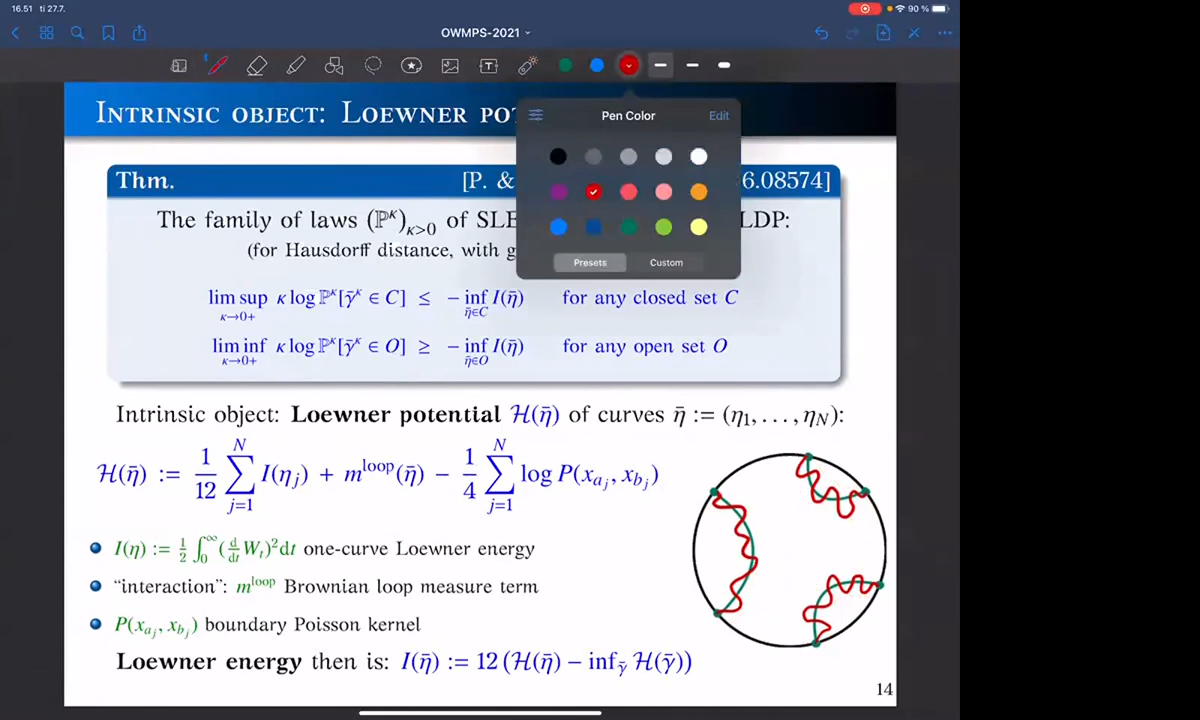 16.51 ti 27.7.
90 %
OWMPS-2021
INTRINSIC OBJECT: LOEWNER PO
Pen Color
Edit
Presets
Custom
Thm. [P. & 6.08574]
The family of laws (ℙ^κ)_{κ>0} of SLE LDP:
(for Hausdorff distance, with g
lim sup_{κ→0+} κ log ℙ^κ[γ̄^κ ∈ C] ≤ − inf_{η̄∈C} I(η̄) for any closed set C
lim inf_{κ→0+} κ log ℙ^κ[γ̄^κ ∈ O] ≥ − inf_{η̄∈O} I(η̄) for any open set O
Intrinsic object: Loewner potential ℋ(η̄) of curves η̄ := (η₁, . . . , η_N):
ℋ(η̄) := 1/12 ∑_{j=1}^{N} I(η_j) + m^{loop}(η̄) − 1/4 ∑_{j=1}^{N} log P(x_{a_j}, x_{b_j})
I(η) := 1/2 ∫_0^∞ (d/dt W_t)² dt one-curve Loewner energy
“interaction”: m^{loop} Brownian loop measure term
P(x_{a_j}, x_{b_j}) boundary Poisson kernel
Loewner energy then is: I(η̄) := 12 (ℋ(η̄) − inf_{γ̄} ℋ(γ̄))
14